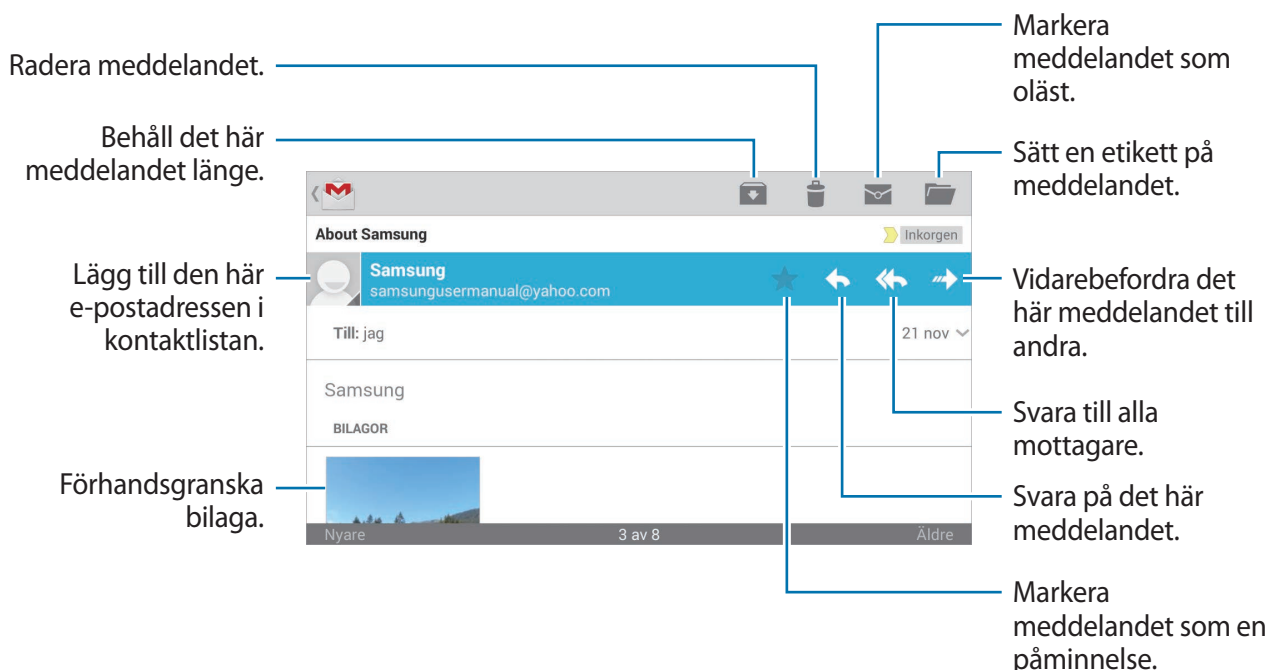 Radera meddelandet.
Behåll det här
meddelandet länge.
Lägg till den här
e-postadressen i
kontaktlistan.
Förhandsgranska
bilaga.
About Samsung
Inkorgen
Samsung
samsungusermanual@yahoo.com
Till: jag
21 nov
Samsung
BILAGOR
Nyare
3 av 8
Äldre
Markera
meddelandet som
oläst.
Sätt en etikett på
meddelandet.
Vidarebefordra det
här meddelandet till
andra.
Svara till alla
mottagare.
Svara på det här
meddelandet.
Markera
meddelandet som en
påminnelse.